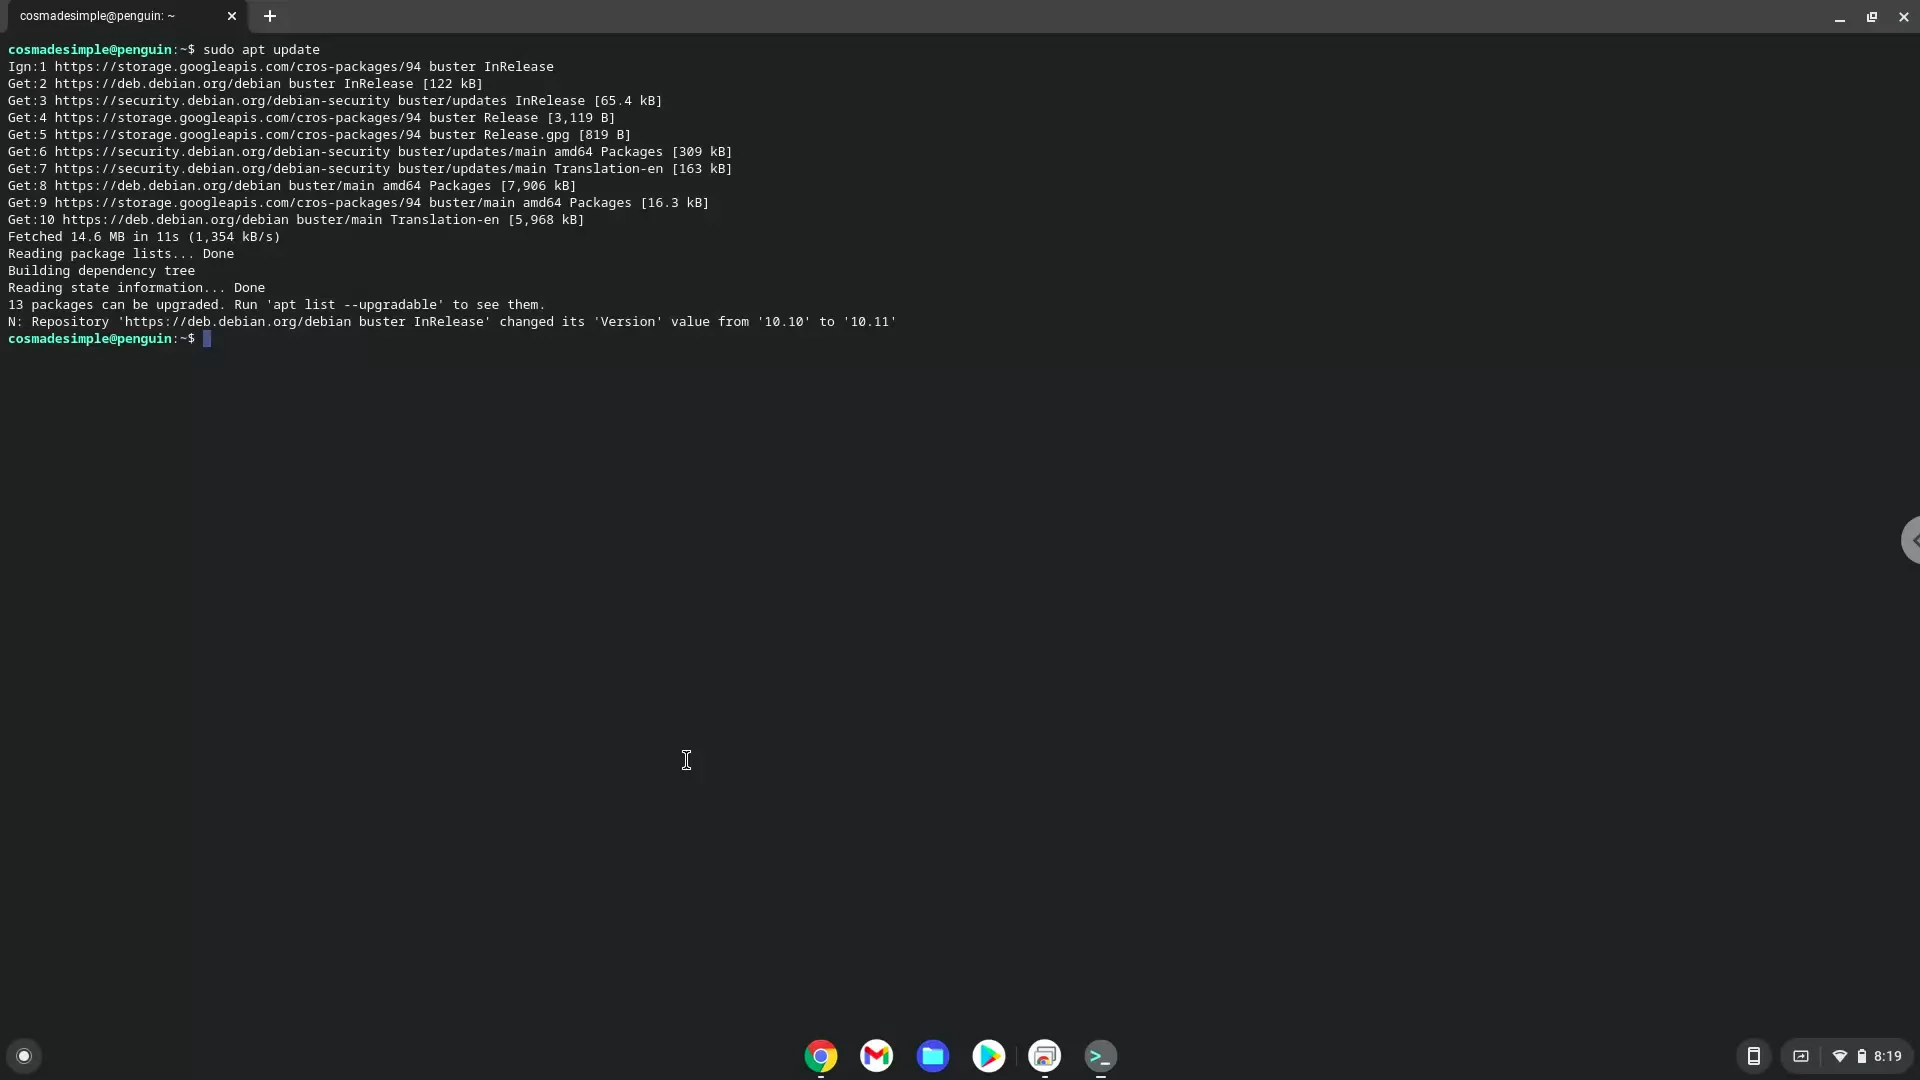 cosmadesimple@penguin: ~
cosmadesimple@penguin:~$ sudo apt update
Ign:1 https://storage.googleapis.com/cros-packages/94 buster InRelease
Get:2 https://deb.debian.org/debian buster InRelease [122 kB]
Get:3 https://security.debian.org/debian-security buster/updates InRelease [65.4 kB]
Get:4 https://storage.googleapis.com/cros-packages/94 buster Release [3,119 B]
Get:5 https://storage.googleapis.com/cros-packages/94 buster Release.gpg [819 B]
Get:6 https://security.debian.org/debian-security buster/updates/main amd64 Packages [309 kB]
Get:7 https://security.debian.org/debian-security buster/updates/main Translation-en [163 kB]
Get:8 https://deb.debian.org/debian buster/main amd64 Packages [7,906 kB]
Get:9 https://storage.googleapis.com/cros-packages/94 buster/main amd64 Packages [16.3 kB]
Get:10 https://deb.debian.org/debian buster/main Translation-en [5,968 kB]
Fetched 14.6 MB in 11s (1,354 kB/s)
Reading package lists... Done
Building dependency tree
Reading state information... Done
13 packages can be upgraded. Run 'apt list --upgradable' to see them.
N: Repository 'https://deb.debian.org/debian buster InRelease' changed its 'Version' value from '10.10' to '10.11'
cosmadesimple@penguin:~$
8:19